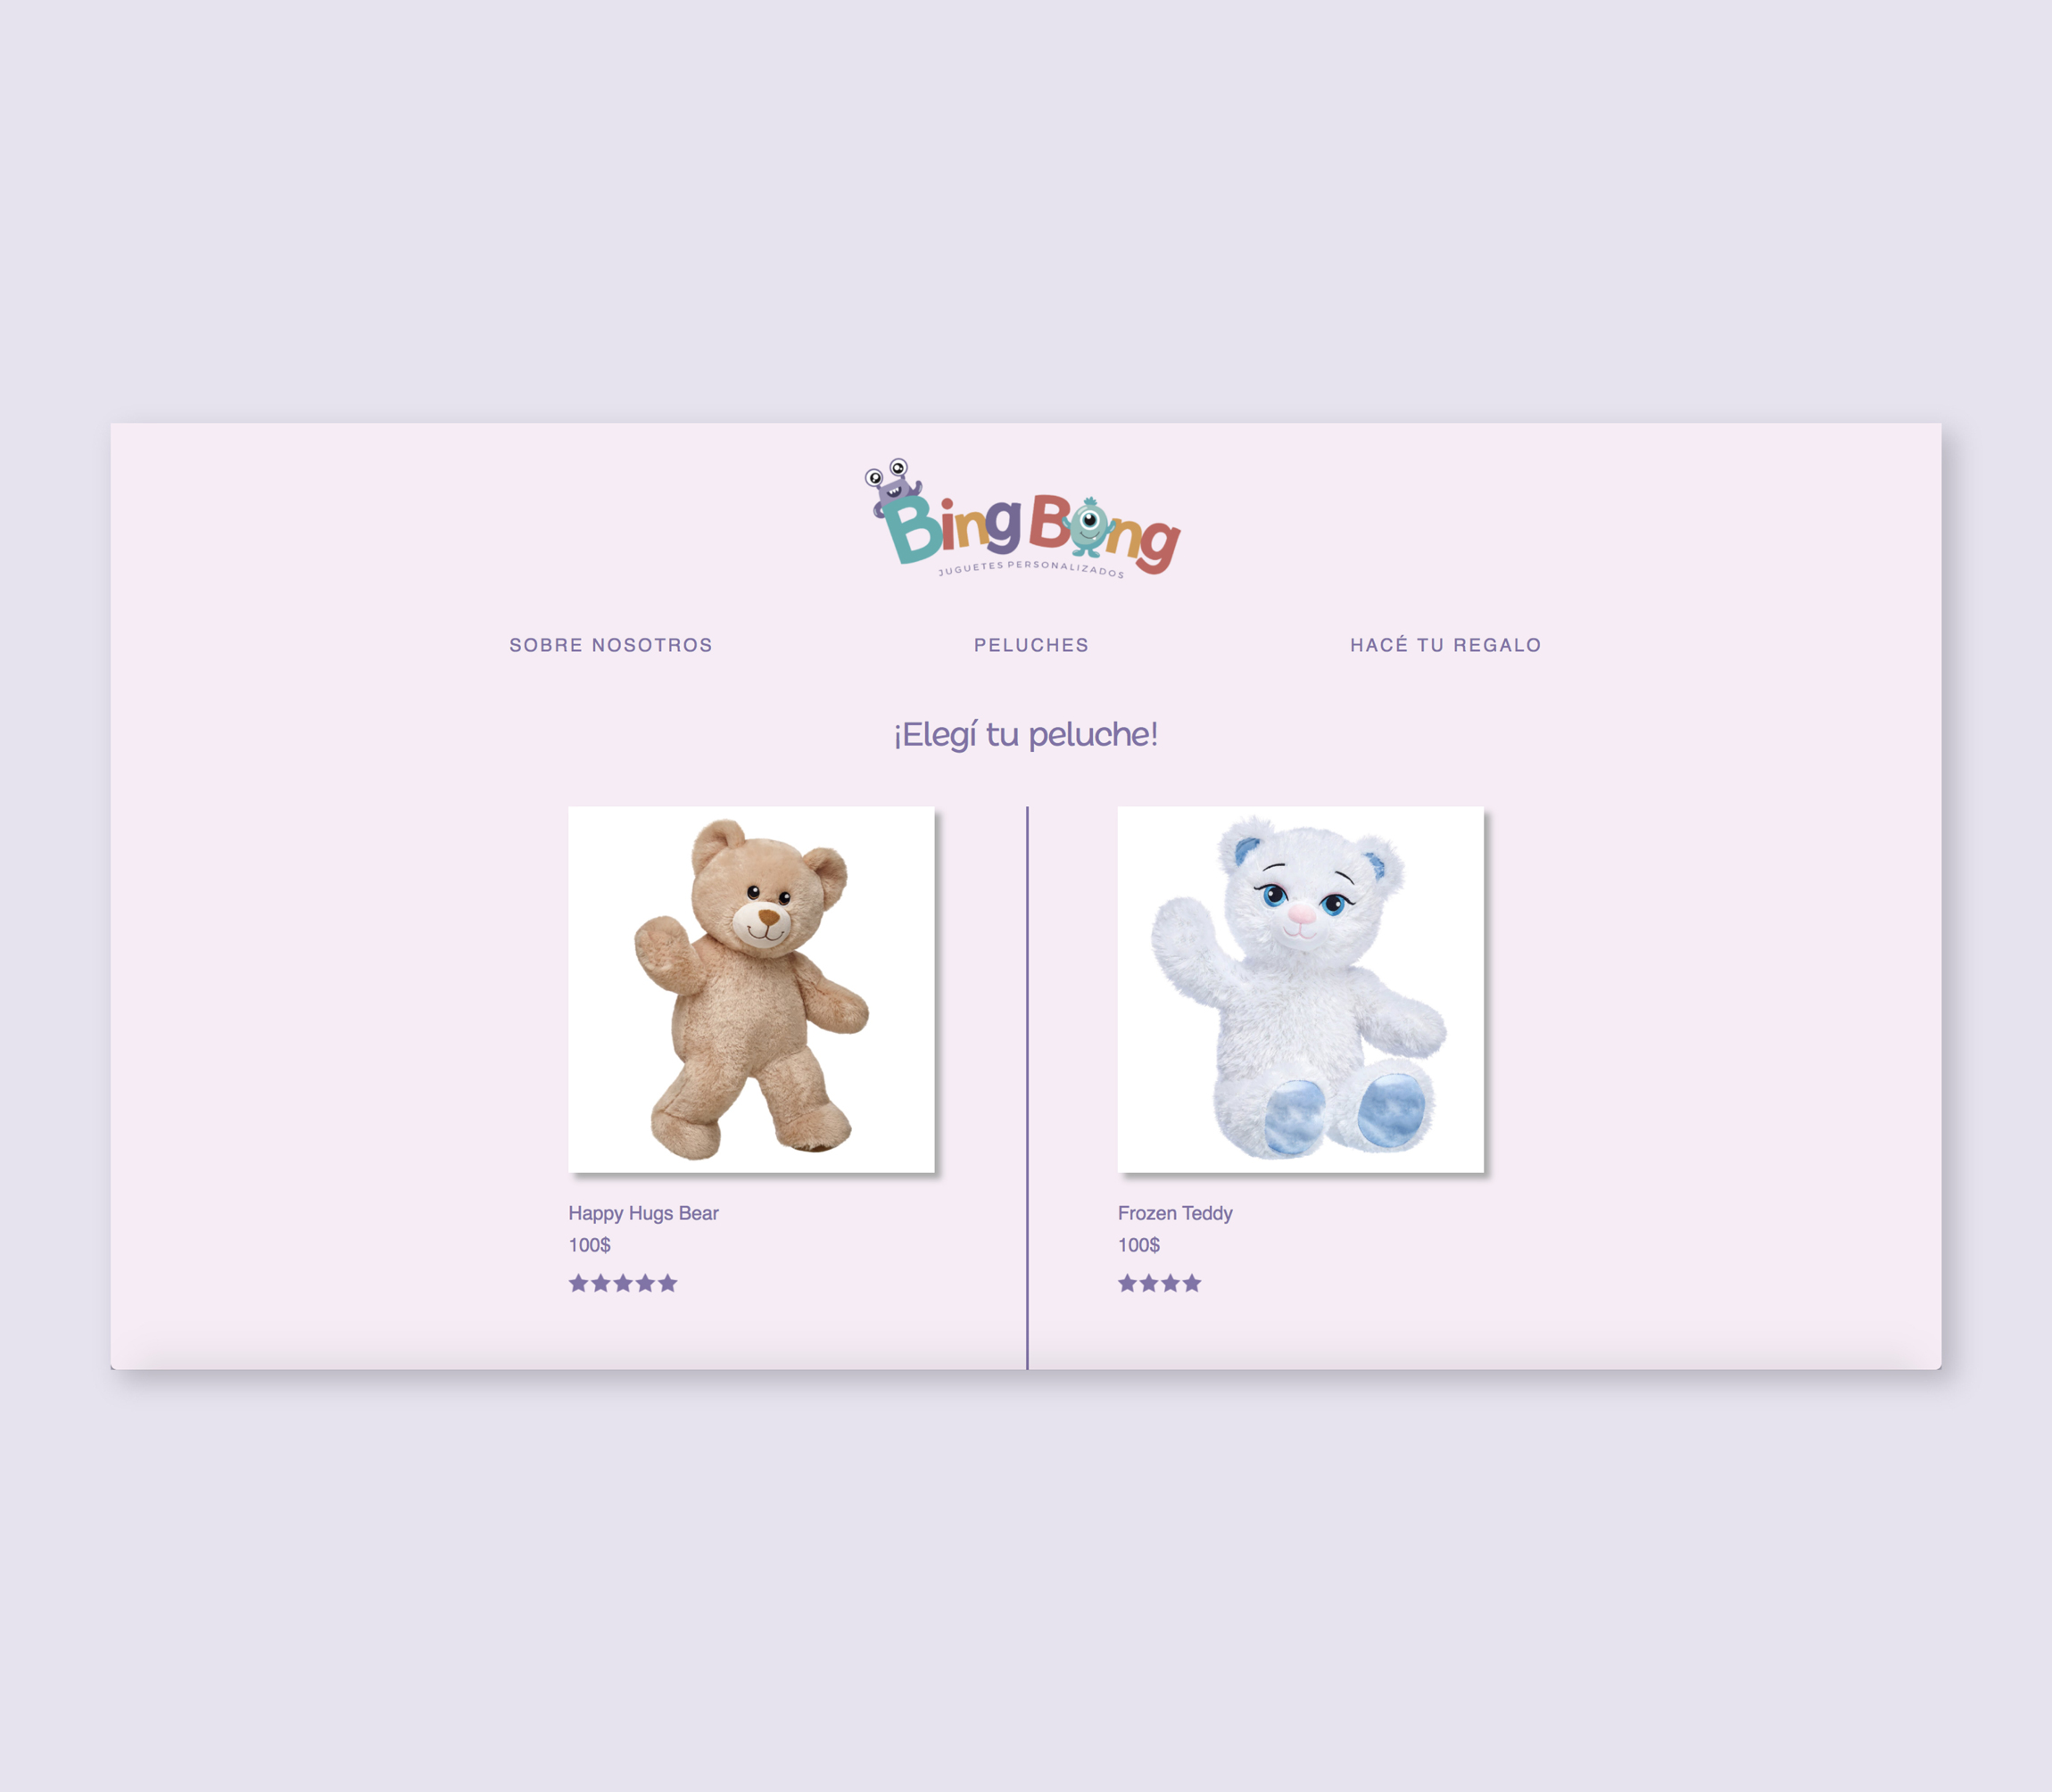 Bing Bong
JUGUETES PERSONALIZADOS
SOBRE NOSOTROS
PELUCHES
HACÉ TU REGALO
¡Elegí tu peluche!
Happy Hugs Bear
100$
Frozen Teddy
100$